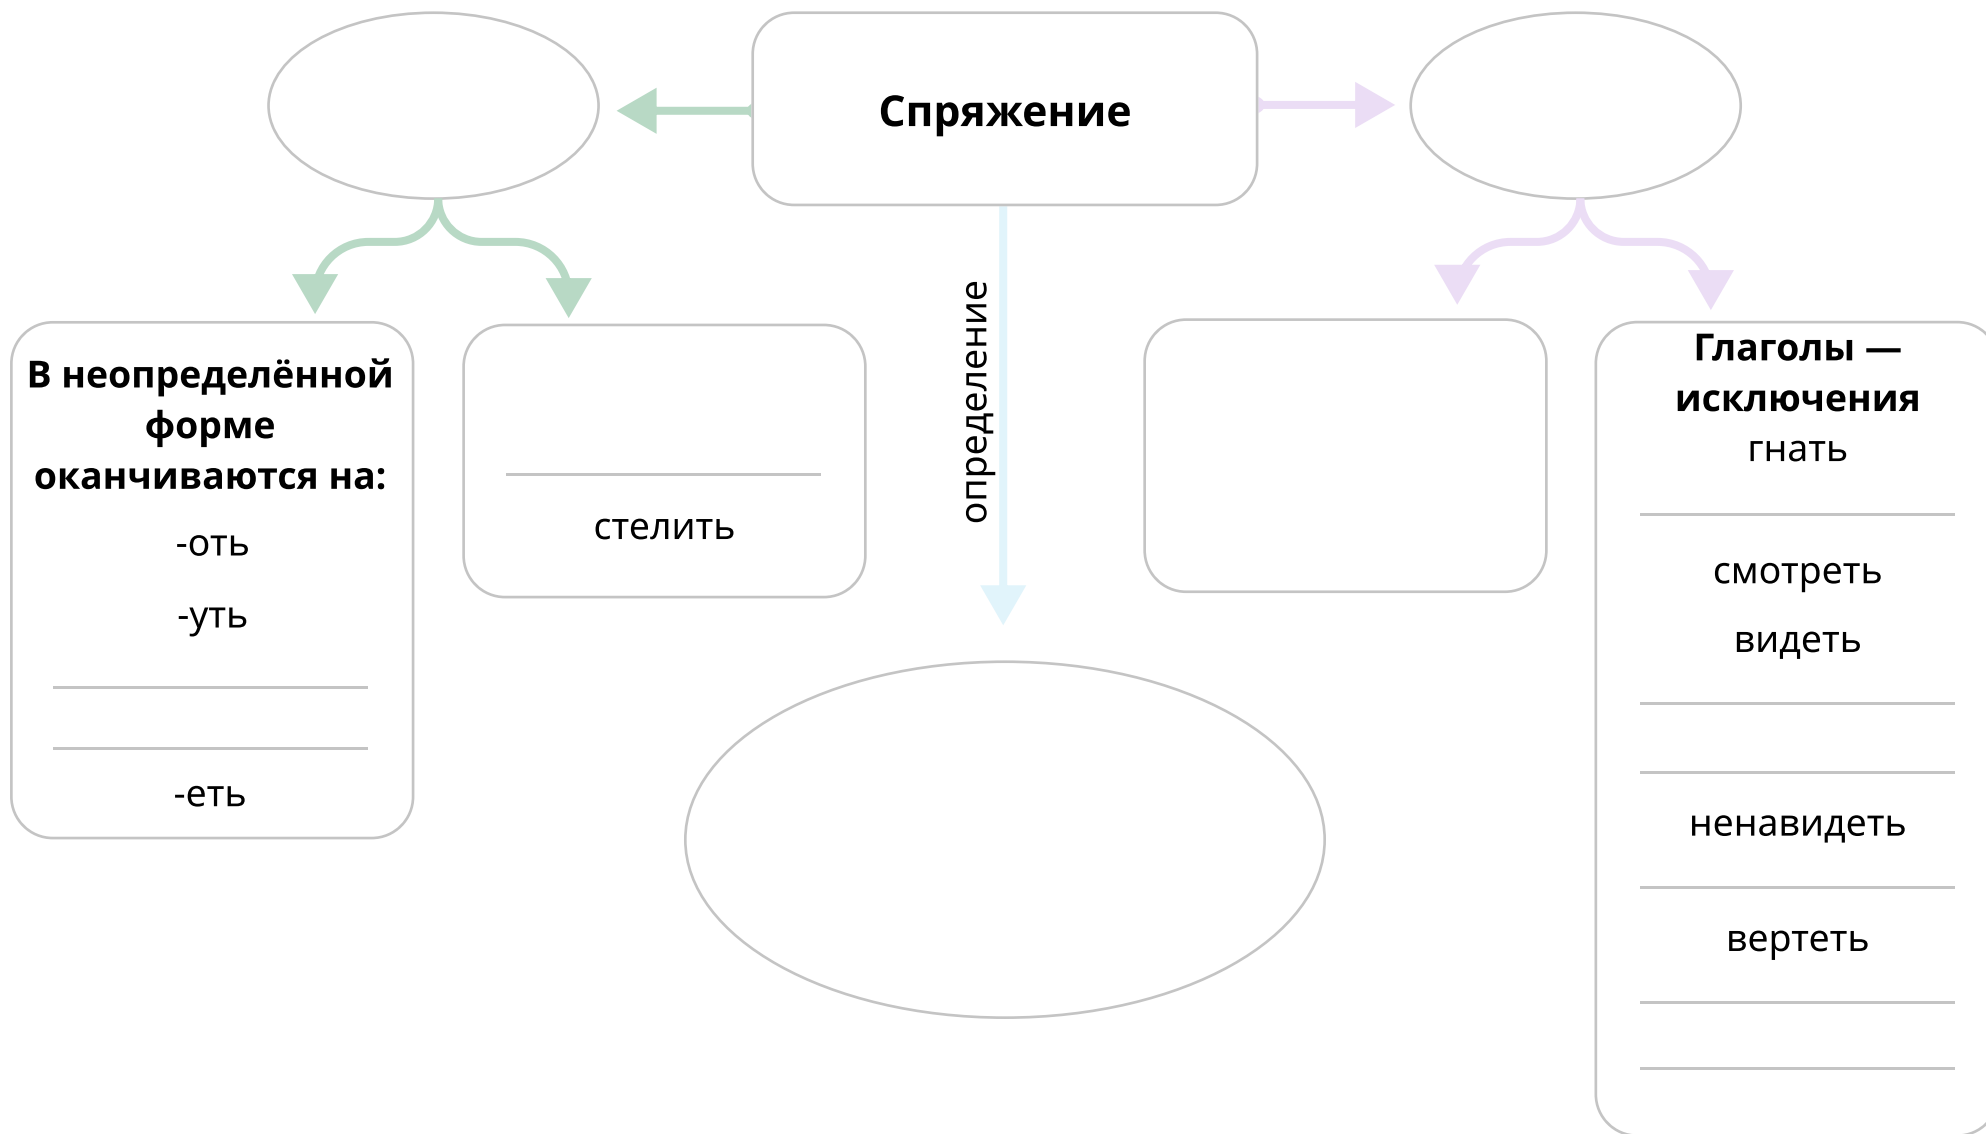 Спряжение
определение
В неопределённой
форме
оканчиваются на:
-оть
-уть
-еть
стелить
Глаголы —
исключения
гнать
смотреть
видеть
ненавидеть
вертеть